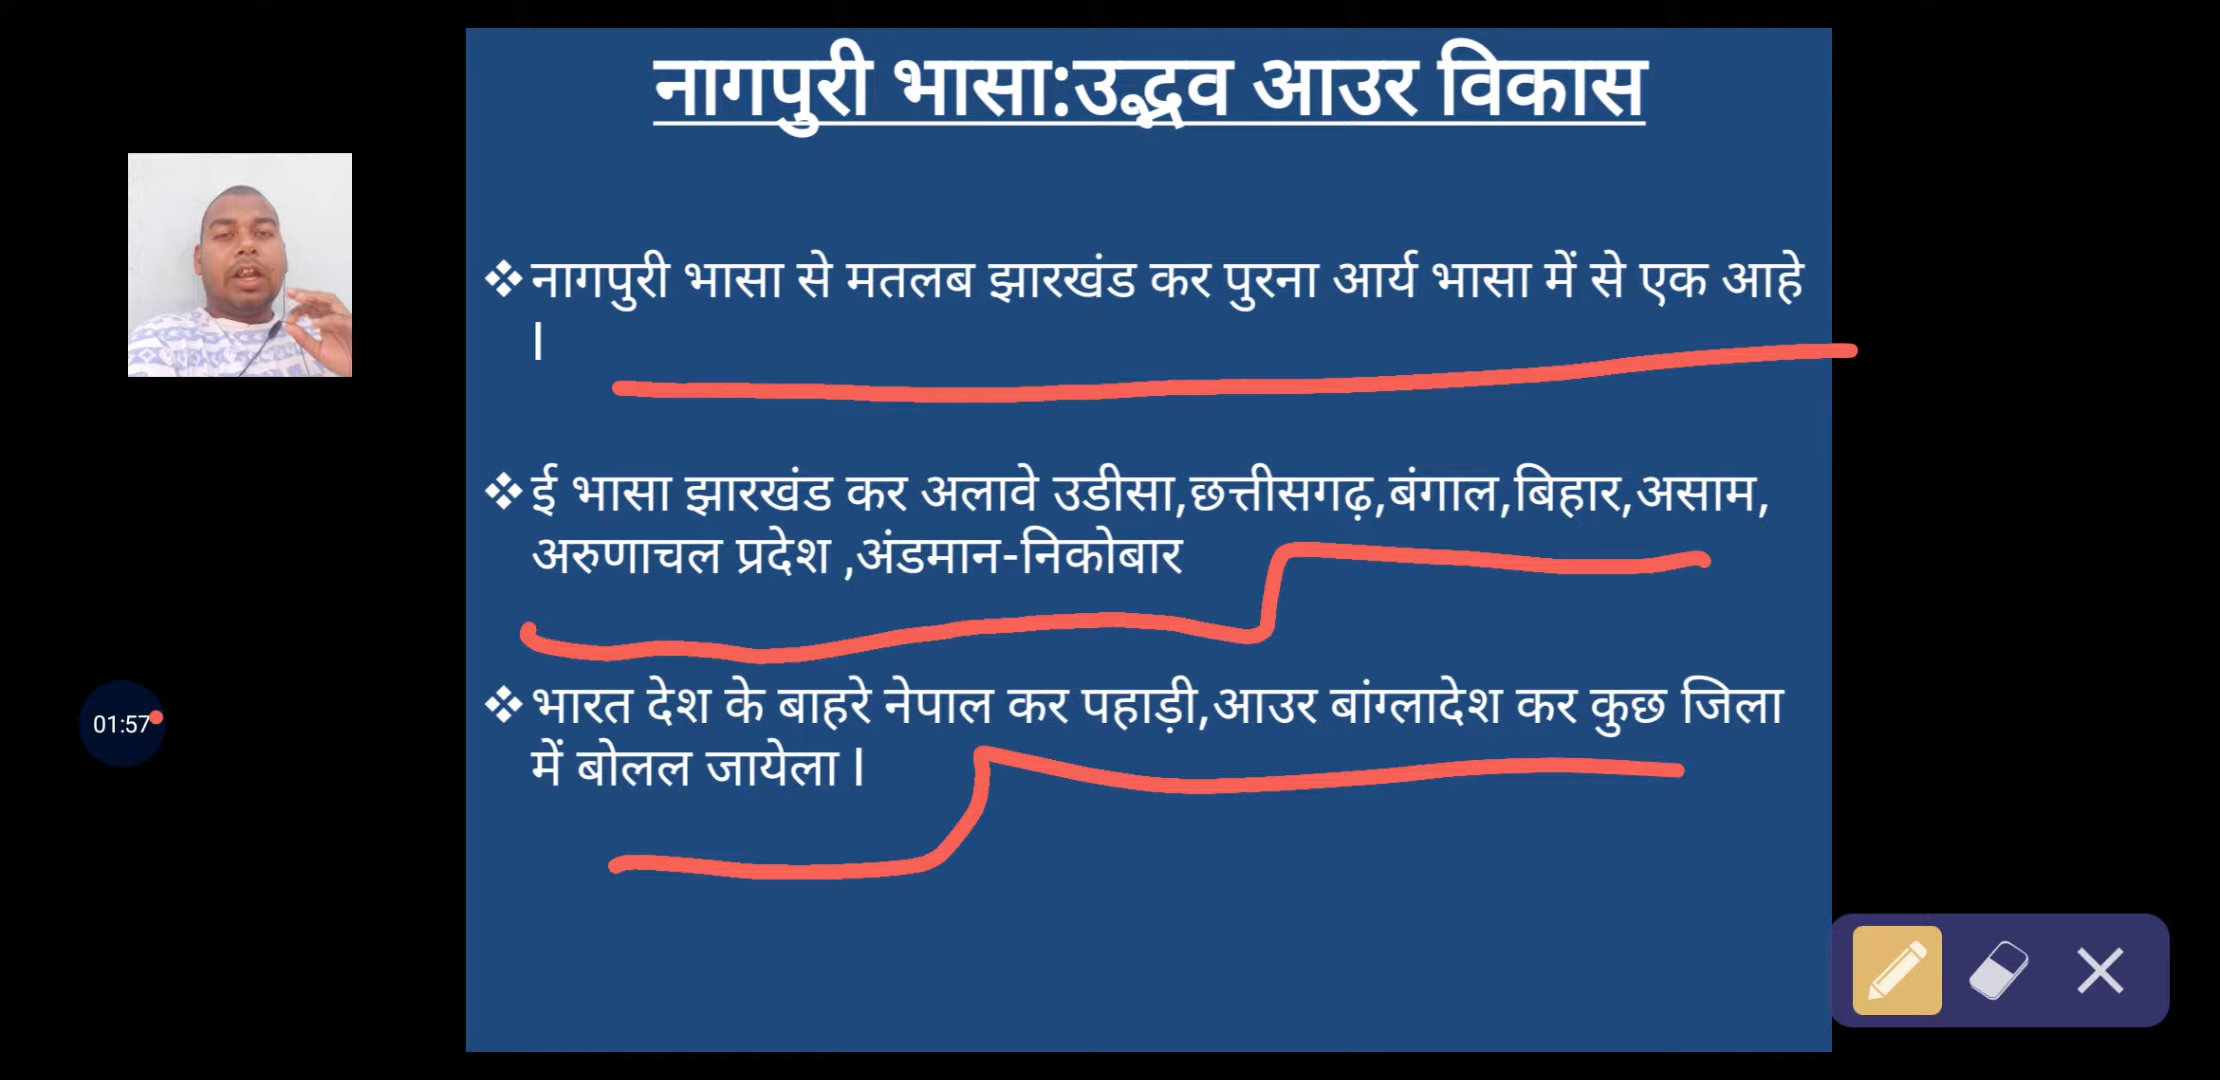 नागपुरी भासा:उद्भव आउर विकास
❖नागपुरी भासा से मतलब झारखंड कर पुरना आर्य भासा में से एक आहे
l
❖ई भासा झारखंड कर अलावे उडीसा,छत्तीसगढ़,बंगाल,बिहार,असाम,
अरुणाचल प्रदेश ,अंडमान-निकोबार
❖भारत देश के बाहरे नेपाल कर पहाड़ी,आउर बांग्लादेश कर कुछ जिला
में बोलल जायेला l
01:57